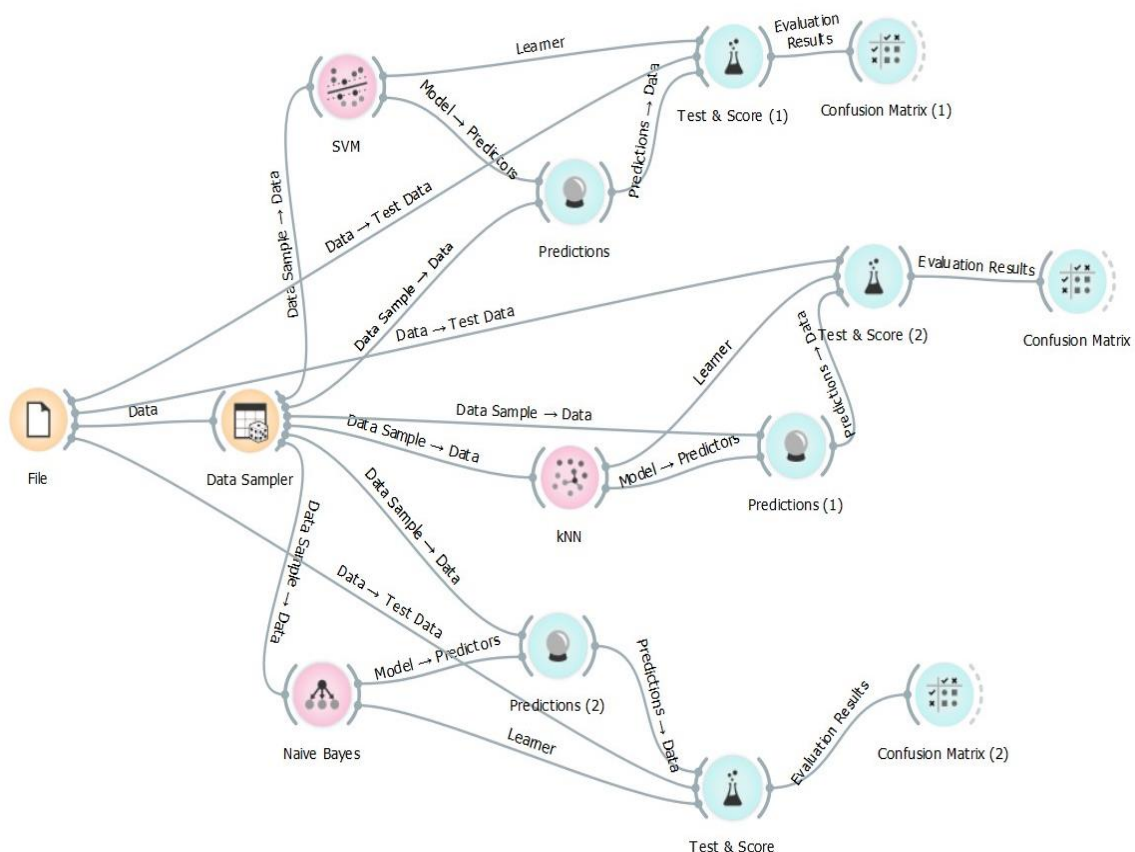 Evaluation
Results
Learner
Test & Score (1)
Confusion Matrix (1)
SVM
Model → Predictors
Predictions → Data
Data Sample → Data
Data → Test Data
Predictions
Data Sample → Data
Evaluation Results
Data → Test Data
Test & Score (2)
Confusion Matrix
Learner
Predictions → Data
Data
Data Sample → Data
Data Sample → Data
Model → Predictors
File
Data Sampler
Predictions (1)
kNN
Data Sample → Data
Data Sample → Data
Data → Test Data
Model → Predictors
Predictions → Data
Predictions (2)
Naive Bayes
Learner
Evaluation Results
Confusion Matrix (2)
Test & Score